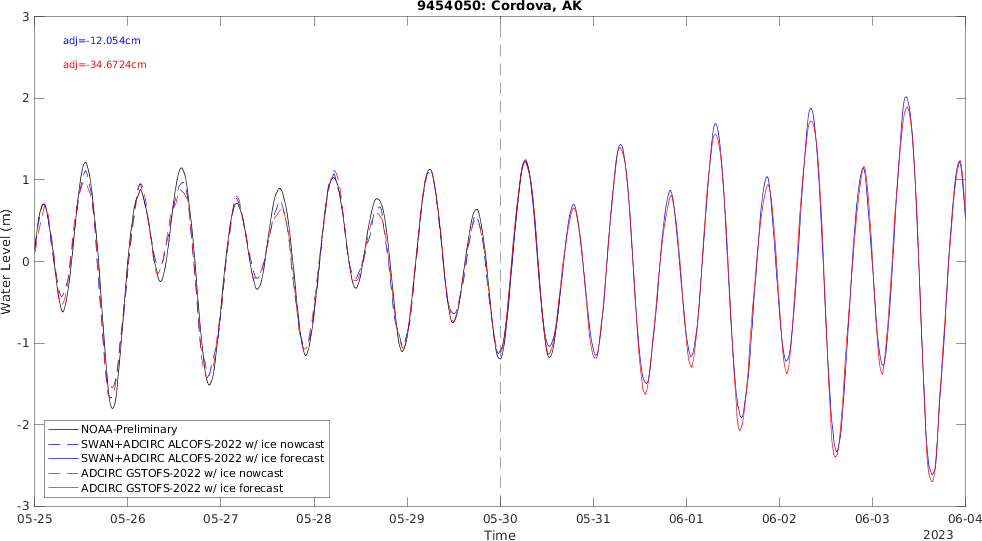 9454050: Cordova, AK
adj=-12.054cm
adj=-34.6724cm
3
2
1
0
-1
-2
-3
Water Level (m)
NOAA-Preliminary
SWAN+ADCIRC ALCOFS-2022 w/ ice nowcast
SWAN+ADCIRC ALCOFS-2022 w/ ice forecast
ADCIRC GSTOFS-2022 w/ ice nowcast
ADCIRC GSTOFS-2022 w/ ice forecast
05-25 05-26 05-27 05-28 05-29 05-30 05-31 06-01 06-02 06-03 06-04
Time
2023